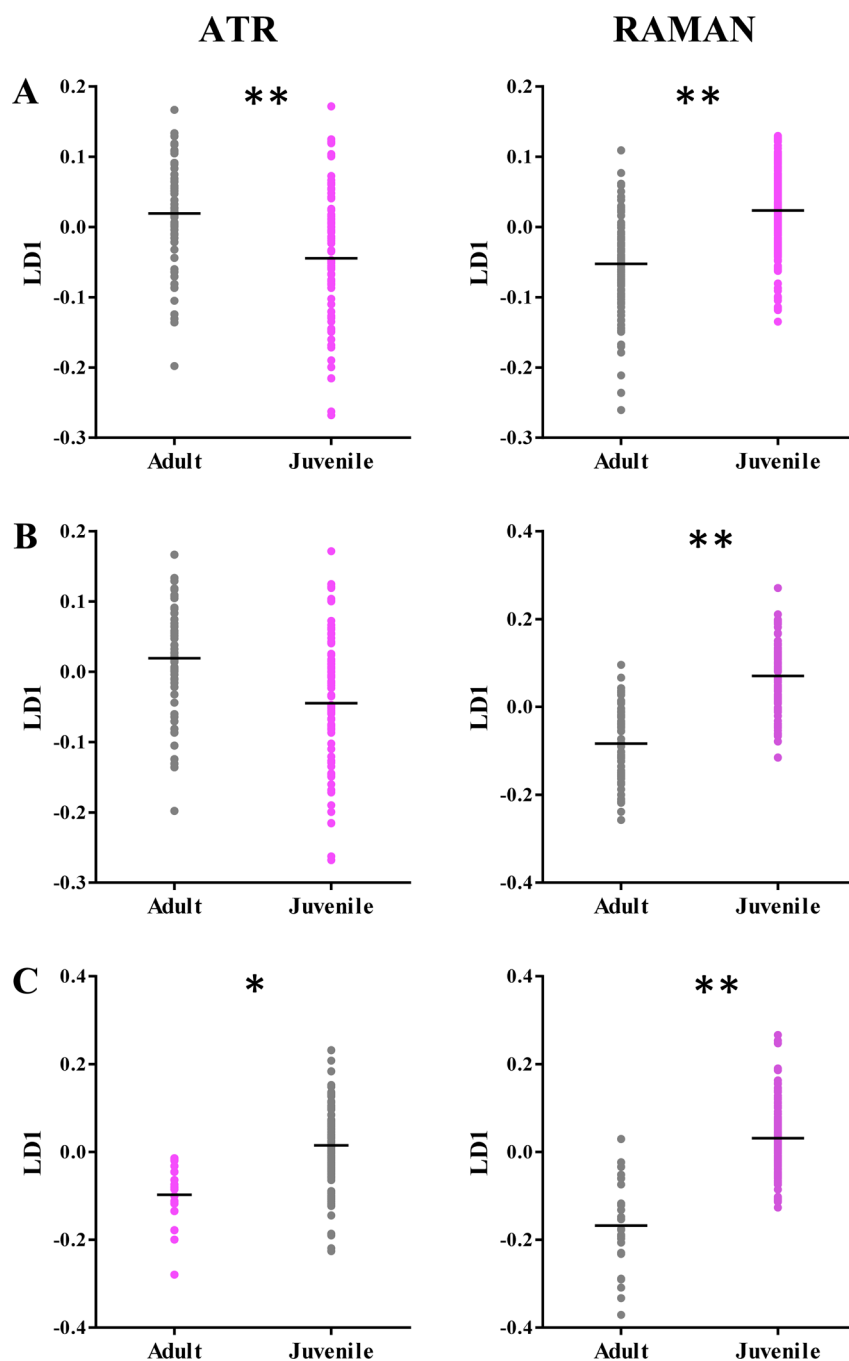 ATR RAMAN
A
** **
0.2 0.2
0.1 0.1
0.0 0.0
-0.1 -0.1
-0.2 -0.2
-0.3 -0.3
LD1 LD1
Adult Juvenile Adult Juvenile
B
**
0.2 0.4
0.1 0.2
0.0 0.0
-0.1 -0.2
-0.2 -0.4
-0.3
LD1 LD1
Adult Juvenile Adult Juvenile
C
* **
0.4 0.4
0.2 0.2
0.0 0.0
-0.2 -0.2
-0.4 -0.4
LD1 LD1
Adult Juvenile Adult Juvenile